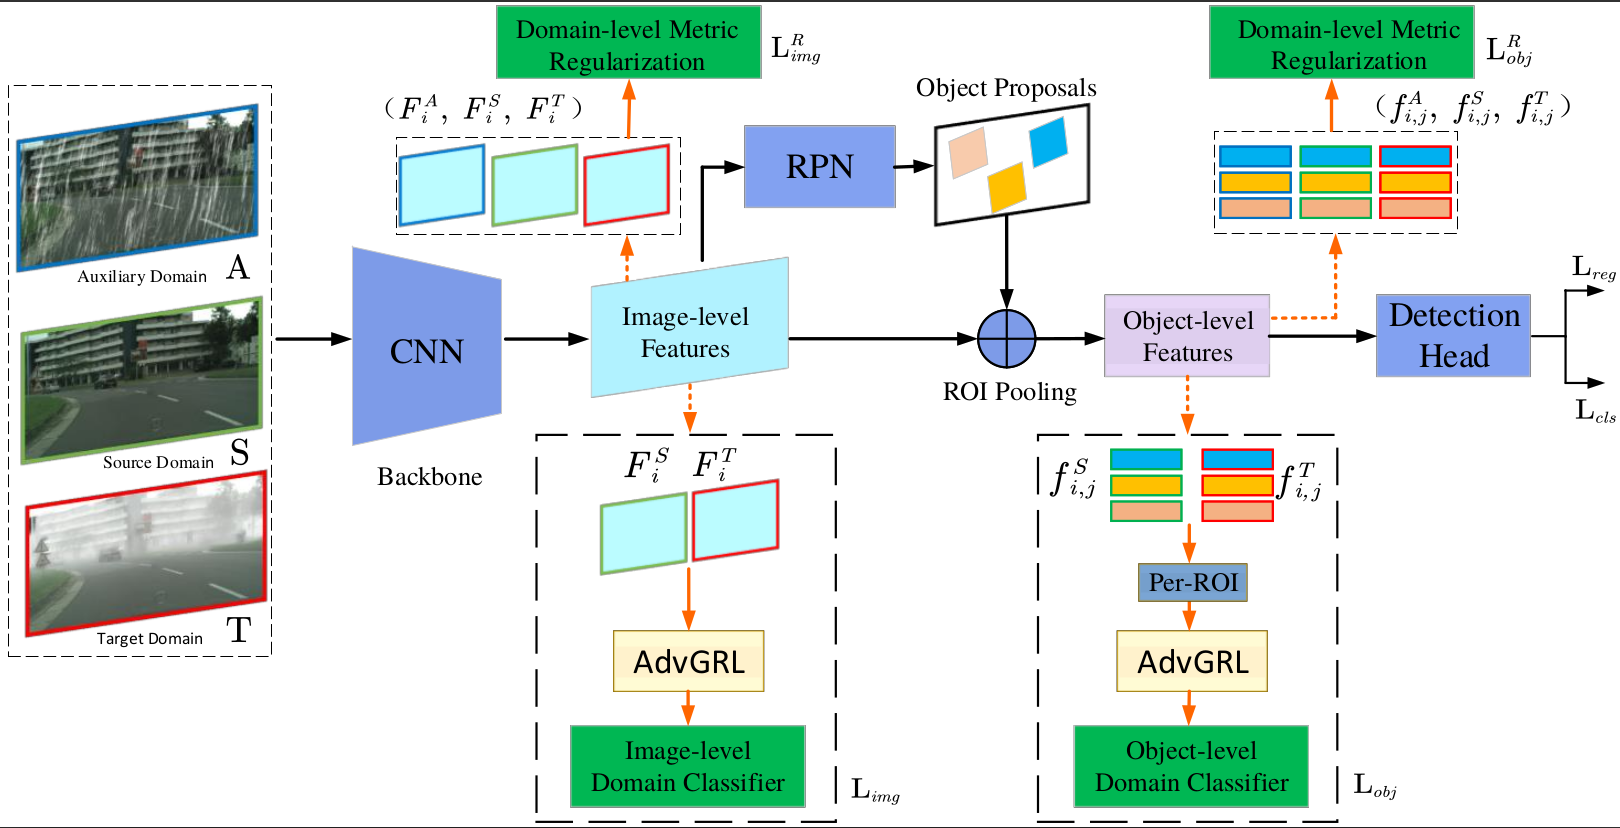 Domain-level Metric
Regularization
L^R_{img}
Domain-level Metric
Regularization
L^R_{obj}
(F^A_i, F^S_i, F^T_i)
Object Proposals
(f^A_{i,j}, f^S_{i,j}, f^T_{i,j})
RPN
Auxiliary Domain A
CNN
Backbone
Image-level
Features
ROI Pooling
Object-level
Features
Detection
Head
L_{reg}
L_{cls}
Source Domain S
Target Domain T
F^S_i F^T_i
AdvGRL
Image-level
Domain Classifier
L_{img}
f^S_{i,j} f^T_{i,j}
Per-ROI
AdvGRL
Object-level
Domain Classifier
L_{obj}